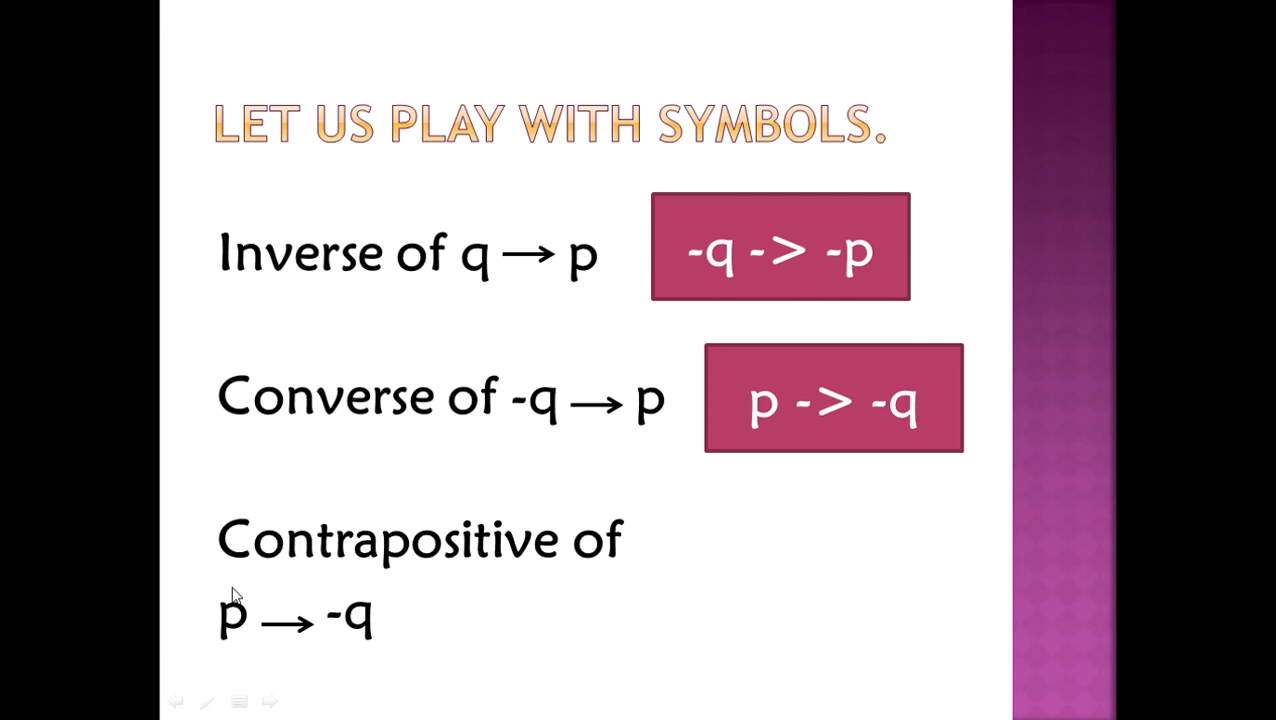 LET US PLAY WITH SYMBOLS.
Inverse of q → p
-q -> -p
Converse of -q → p
p -> -q
Contrapositive of
p → -q